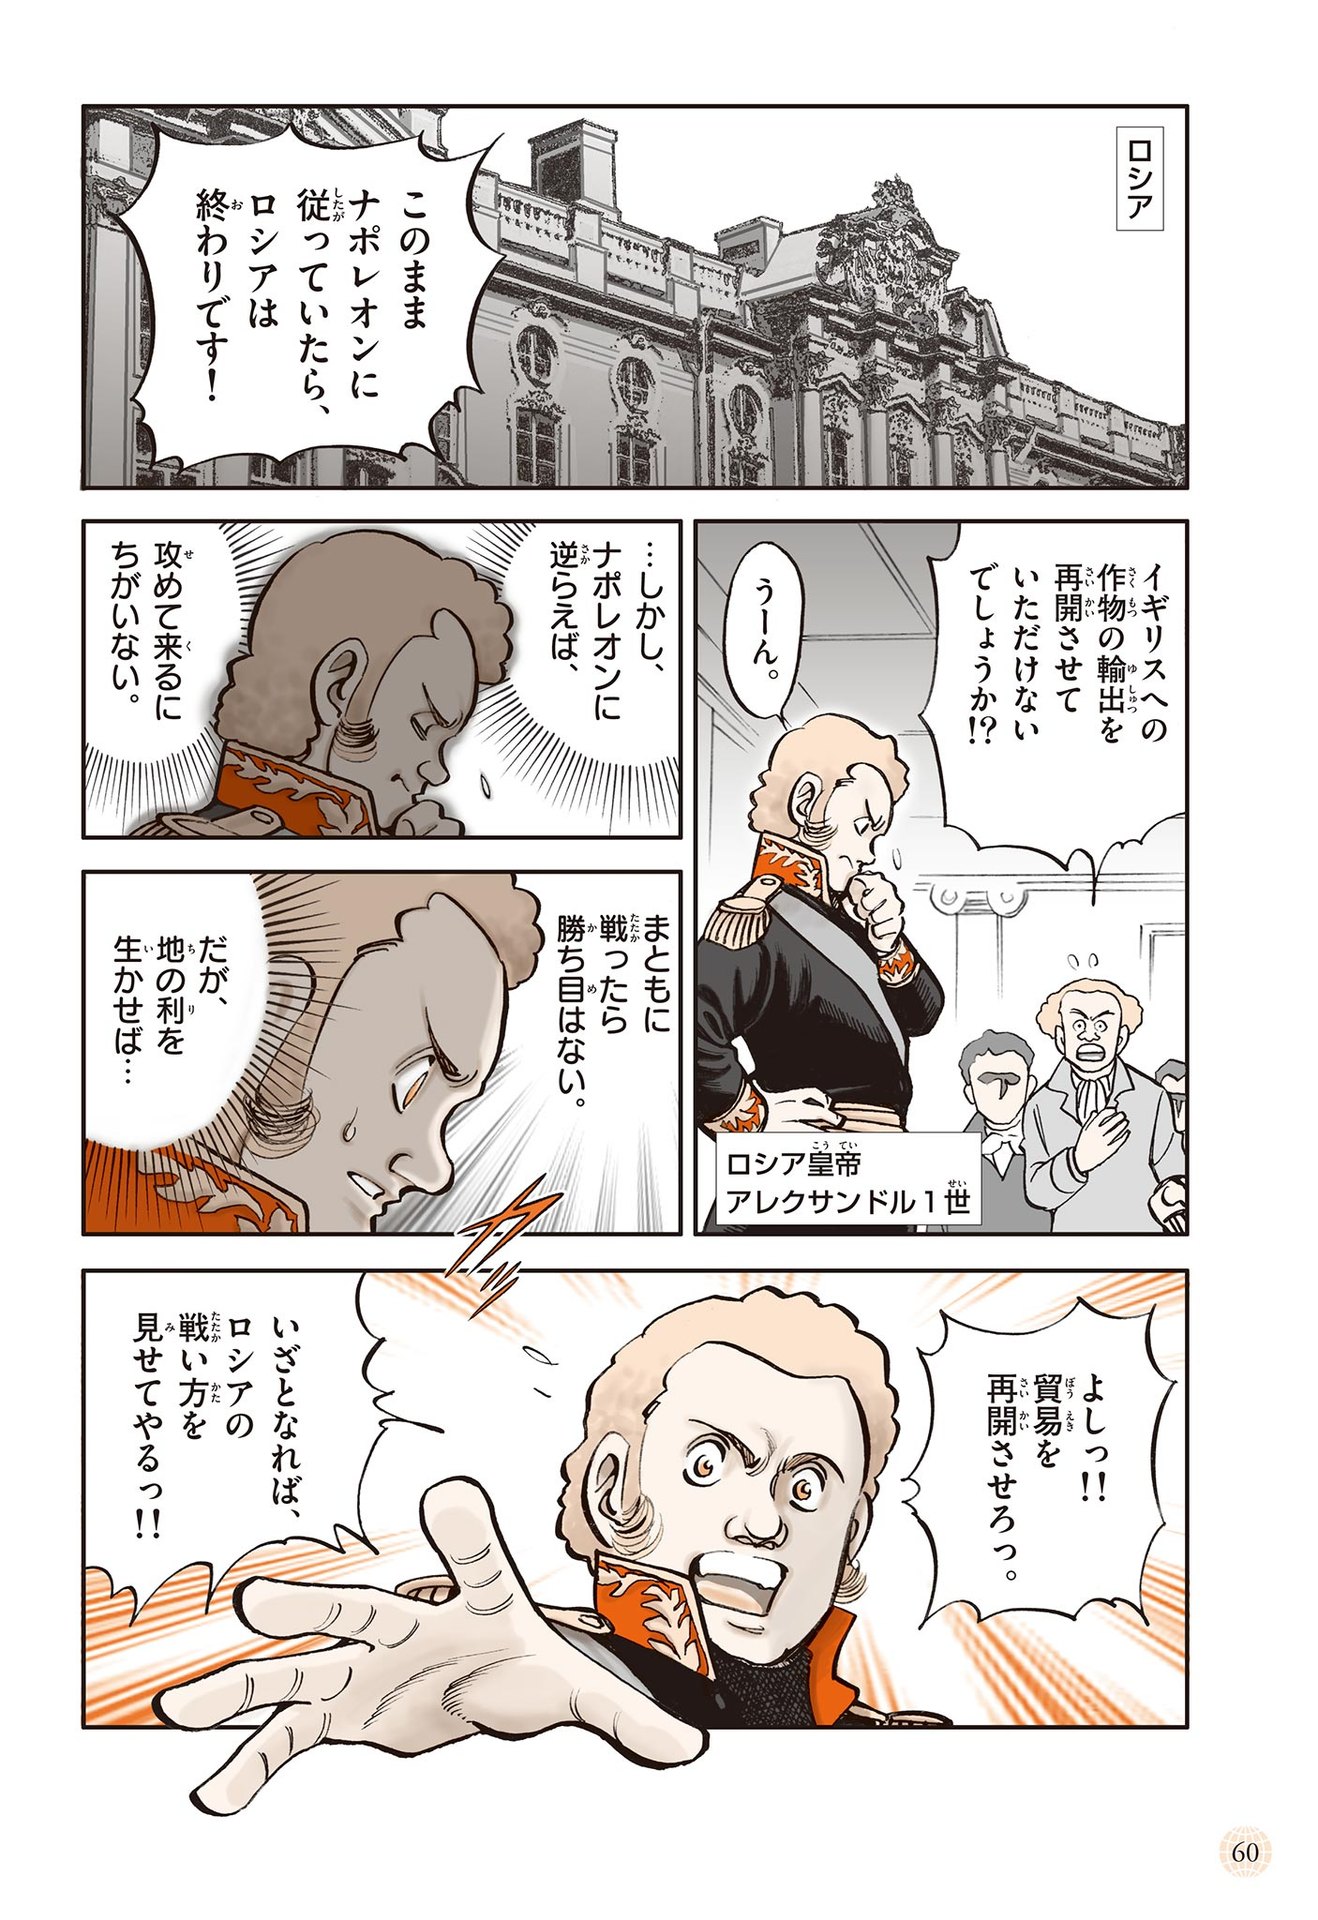 ロシア
このまま
ナポレオンに
従っていたら、
ロシアは
終わりです！
イギリスへの
作物の輸出を
再開させて
いただけない
でしょうか!?
うーん。
ロシア皇帝
アレクサンドル1世
…しかし、
ナポレオンに
逆らえば、
攻めて来るに
ちがいない。
まともに
戦ったら
勝ち目はない。
だが、
地の利を
生かせば…
よしっ!!
貿易を
再開させろっ。
いざとなれば、
ロシアの
戦い方を
見せてやるっ!!
60